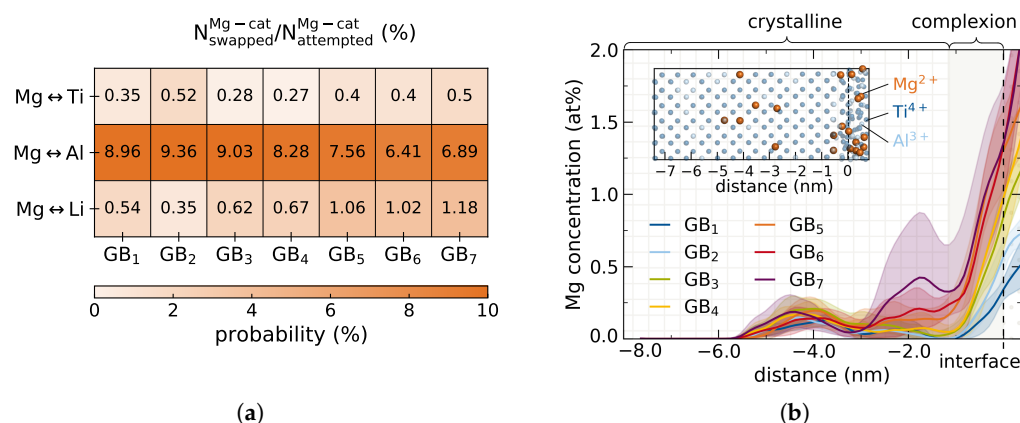 N^{Mg-cat}_{swapped}/N^{Mg-cat}_{attempted} (%)
Mg↔Ti 0.35 0.52 0.28 0.27 0.4 0.4 0.5
Mg↔Al 8.96 9.36 9.03 8.28 7.56 6.41 6.89
Mg↔Li 0.54 0.35 0.62 0.67 1.06 1.02 1.18
GB₁ GB₂ GB₃ GB₄ GB₅ GB₆ GB₇
0 2 4 6 8 10
probability (%)
(a)
crystalline complexion
Mg concentration (at%)
2.0
1.5
1.0
0.5
0.0
Mg²⁺
Ti⁴⁺
Al³⁺
−7 −6 −5 −4 −3 −2 −1 0
distance (nm)
GB₁ GB₅
GB₂ GB₆
GB₃ GB₇
GB₄
−8.0 −6.0 −4.0 −2.0 interface
distance (nm)
(b)